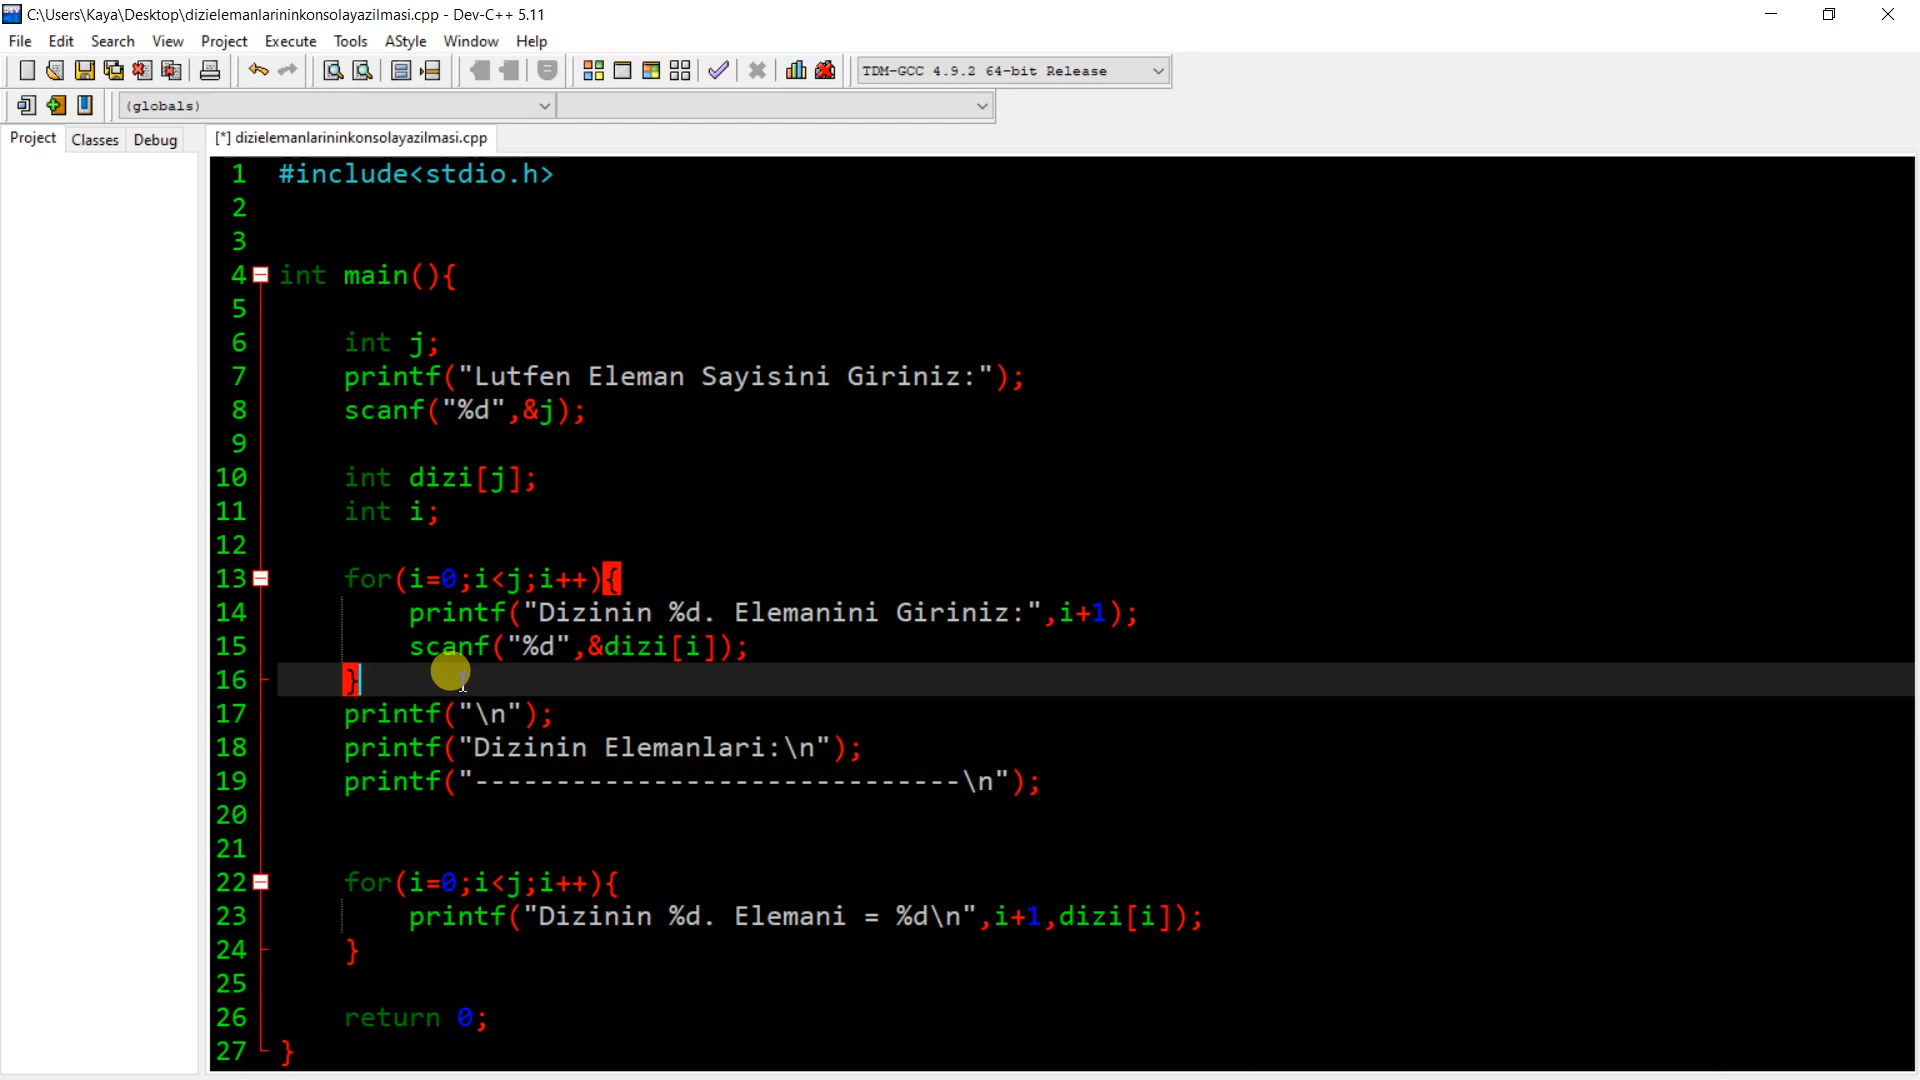 C:\Users\Kaya\Desktop\dizielemanlarininkonsolayazilmasi.cpp - Dev-C++ 5.11
File Edit Search View Project Execute Tools AStyle Window Help
TDM-GCC 4.9.2 64-bit Release
(globals)
Project Classes Debug [*] dizielemanlarininkonsolayazilmasi.cpp
1 #include<stdio.h>
2
3
4 int main(){
5
6 int j;
7 printf("Lutfen Eleman Sayisini Giriniz:");
8 scanf("%d",&j);
9
10 int dizi[j];
11 int i;
12
13 for(i=0;i<j;i++){
14 printf("Dizinin %d. Elemanini Giriniz:",i+1);
15 scanf("%d",&dizi[i]);
16 }
17 printf("\n");
18 printf("Dizinin Elemanlari:\n");
19 printf("------------------------------\n");
20
21
22 for(i=0;i<j;i++){
23 printf("Dizinin %d. Elemani = %d\n",i+1,dizi[i]);
24 }
25
26 return 0;
27 }